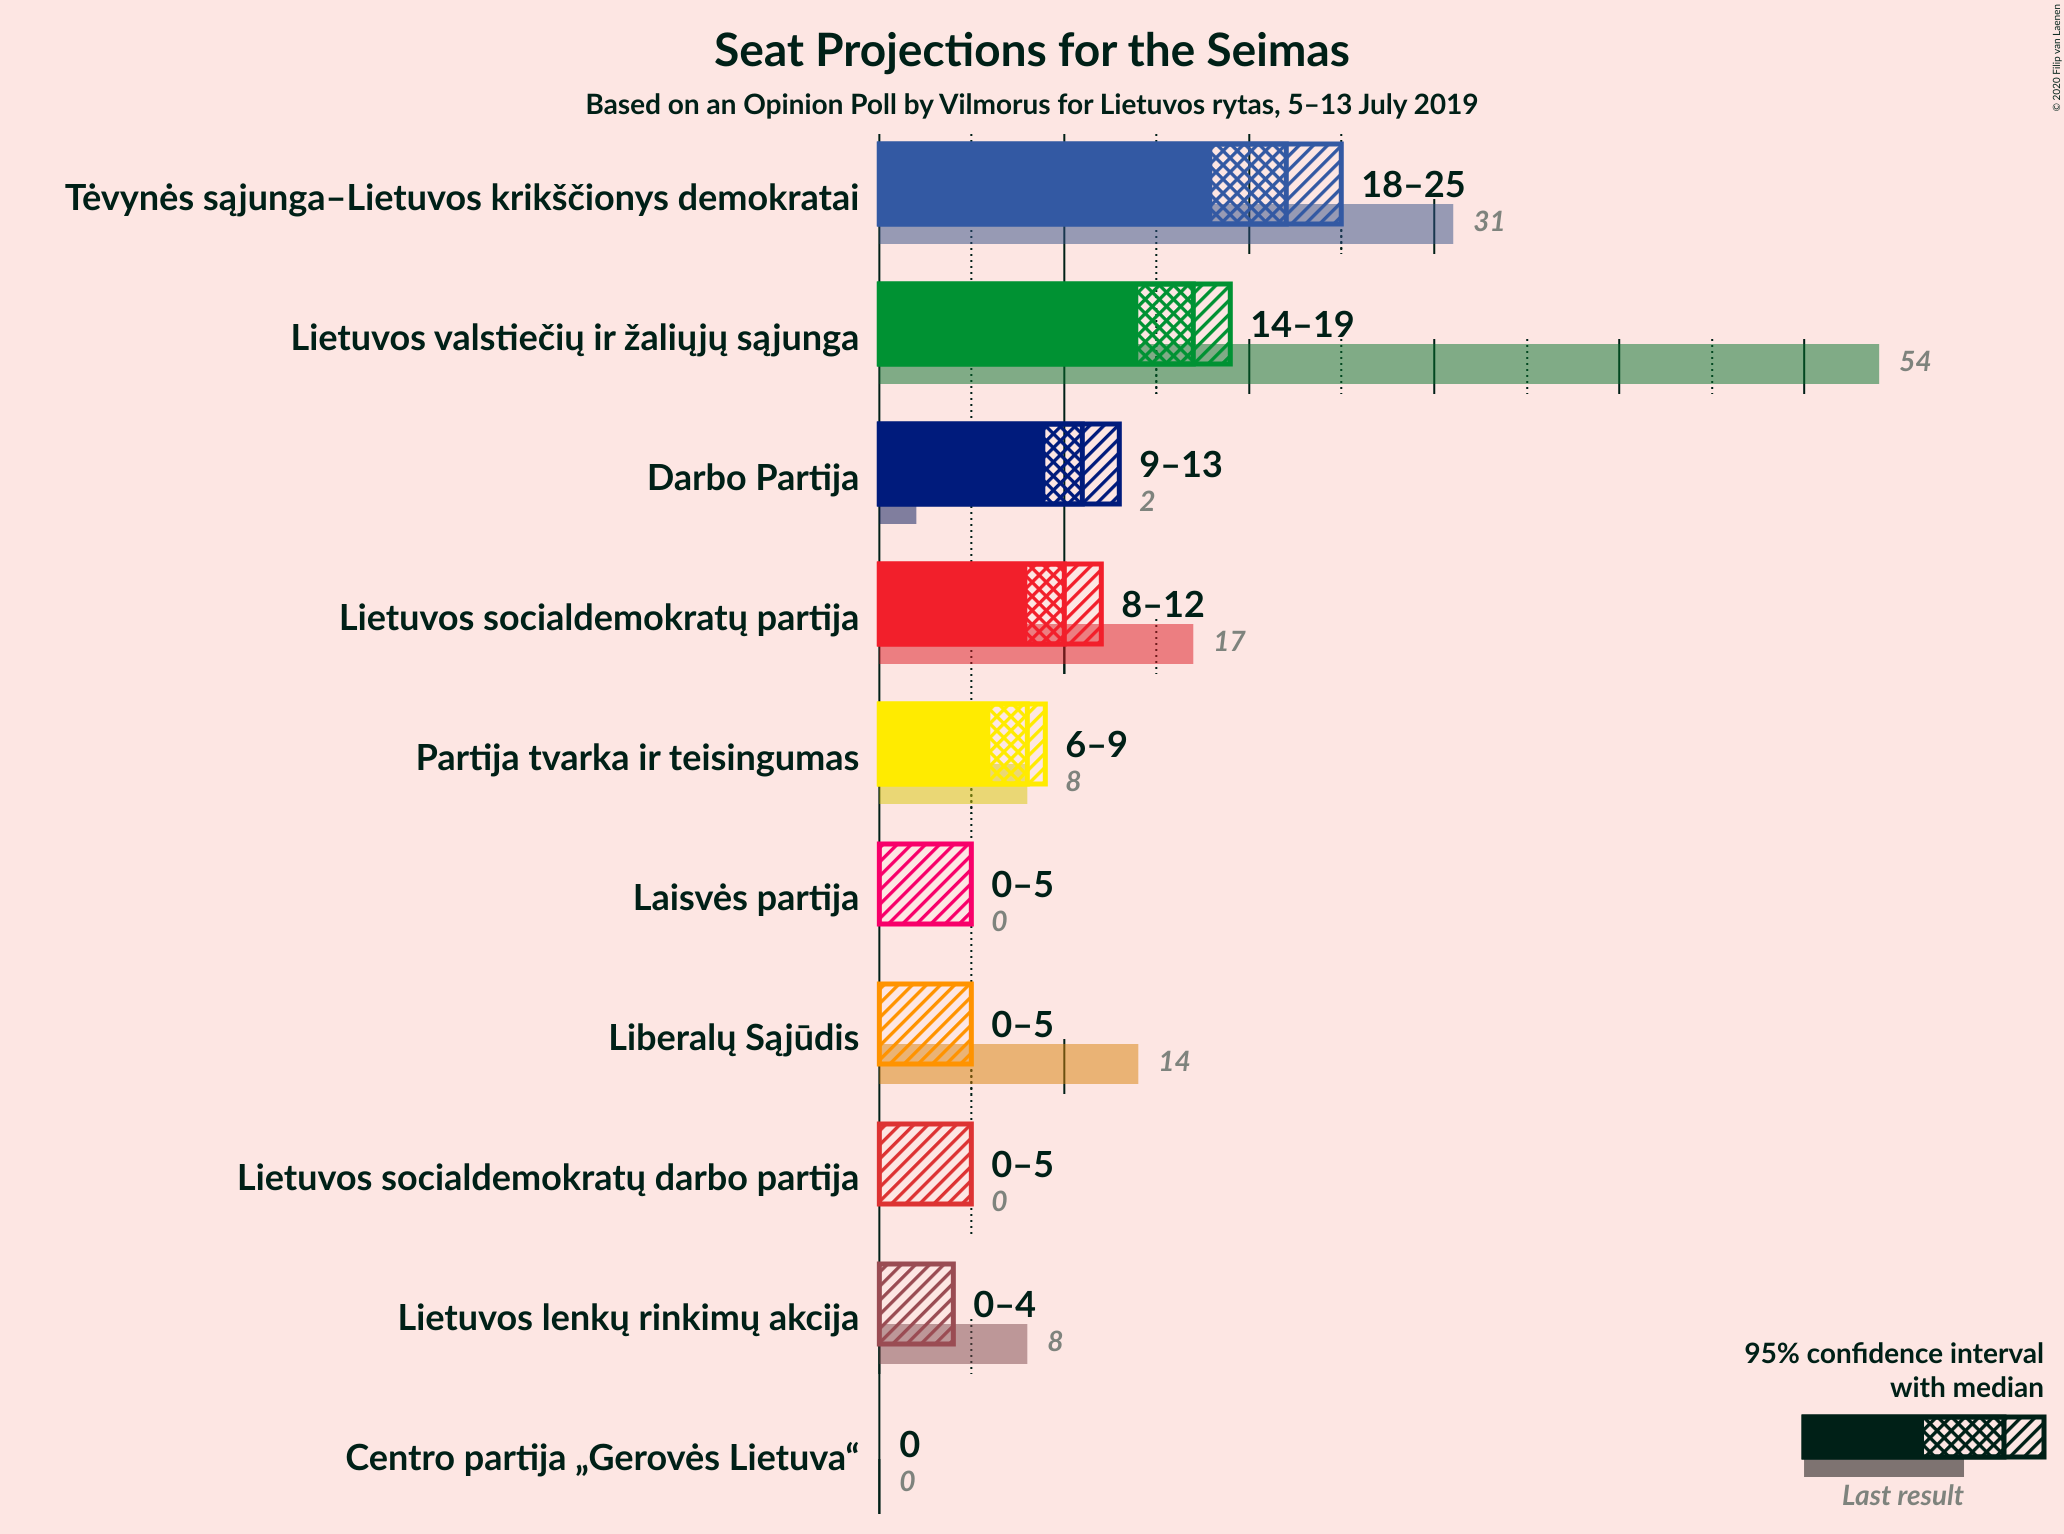 Seat Projections for the Seimas
Based on an Opinion Poll by Vilmorus for Lietuvos rytas, 5–13 July 2019
© 2020 Filip van Laenen
Tėvynės sąjunga–Lietuvos krikščionys demokratai
18–25
31
Lietuvos valstiečių ir žaliųjų sąjunga
14–19
54
Darbo Partija
9–13
2
Lietuvos socialdemokratų partija
8–12
17
Partija tvarka ir teisingumas
6–9
8
Laisvės partija
0–5
0
Liberalų Sąjūdis
0–5
14
Lietuvos socialdemokratų darbo partija
0–5
0
Lietuvos lenkų rinkimų akcija
0–4
8
Centro partija „Gerovės Lietuva“
0
0
95% confidence interval
with median
Last result